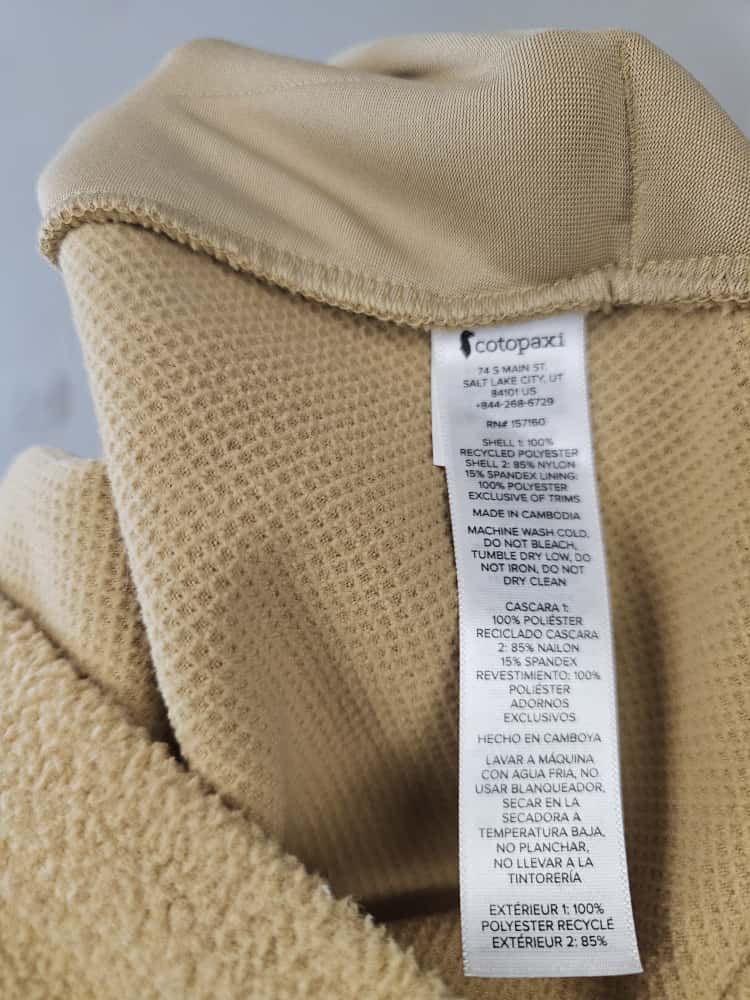 cotopaxi
74 S MAIN ST.
SALT LAKE CITY, UT
84101 US
+844-268-6729
RN# 157160
SHELL 1: 100%
RECYCLED POLYESTER
SHELL 2: 85% NYLON
15% SPANDEX LINING:
100% POLYESTER
EXCLUSIVE OF TRIMS
MADE IN CAMBODIA
MACHINE WASH COLD,
DO NOT BLEACH,
TUMBLE DRY LOW, DO
NOT IRON, DO NOT
DRY CLEAN
CASCARA 1:
100% POLIÉSTER
RECICLADO CASCARA
2: 85% NAILON
15% SPANDEX
REVESTIMIENTO: 100%
POLIÉSTER
ADORNOS
EXCLUSIVOS
HECHO EN CAMBOYA
LAVAR A MÁQUINA
CON AGUA FRIA, NO
USAR BLANQUEADOR,
SECAR EN LA
SECADORA A
TEMPERATURA BAJA,
NO PLANCHAR,
NO LLEVAR A LA
TINTORERÍA
EXTÉRIEUR 1: 100%
POLYESTER RECYCLÉ
EXTÉRIEUR 2: 85%